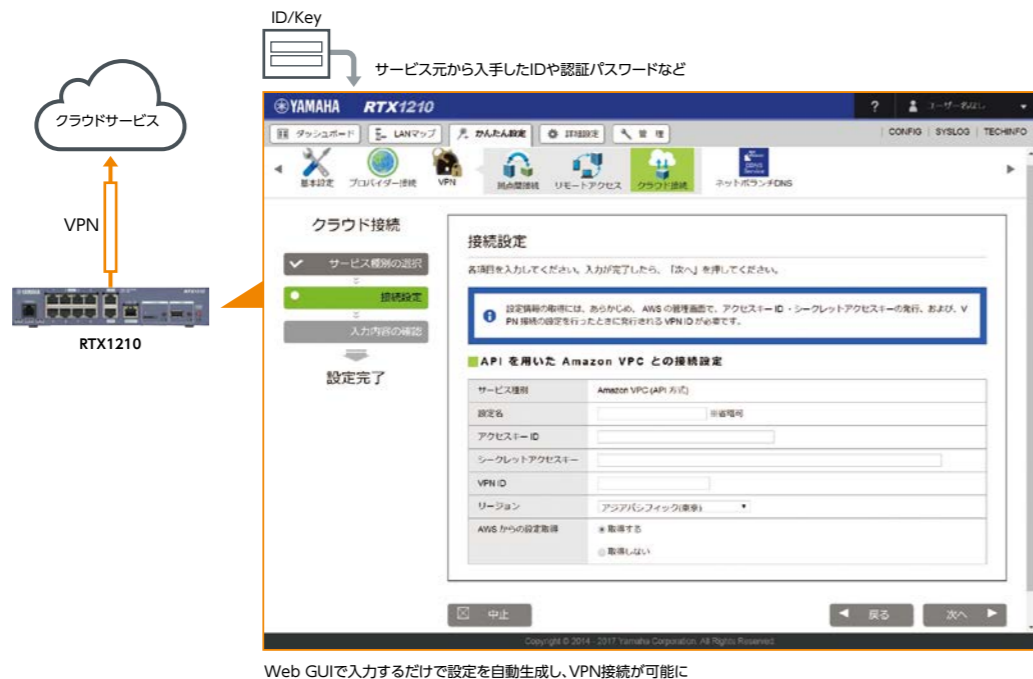 ID/Key
サービス元から入手したIDや認証パスワードなど
クラウドサービス
VPN
RTX1210
YAMAHA RTX1210
? ユーザー名なし
ダッシュボード LANマップ かんたん設定 詳細設定 管理
CONFIG SYSLOG TECHINFO
基本設定 プロバイダー接続 VPN 拠点間接続 リモートアクセス クラウド接続 ネットボランチDNS
クラウド接続
サービス種別の選択
接続設定
入力内容の確認
設定完了
接続設定
各項目を入力してください。入力が完了したら、「次へ」を押してください。
設定情報の取得には、あらかじめ、AWS の管理画面で、アクセスキー ID・シークレットアクセスキーの発行、および、V
PN 接続の設定を行ったときに発行される VPN ID が必要です。
API を用いた Amazon VPC との接続設定
サービス種別 Amazon VPC (API 方式)
設定名 ※省略可
アクセスキー ID
シークレットアクセスキー
VPN ID
リージョン アジアパシフィック(東京)
AWS からの設定取得 取得する
取得しない
中止 戻る 次へ
Copyright © 2014 - 2017 Yamaha Corporation. All Rights Reserved.
Web GUIで入力するだけで設定を自動生成し、VPN接続が可能に